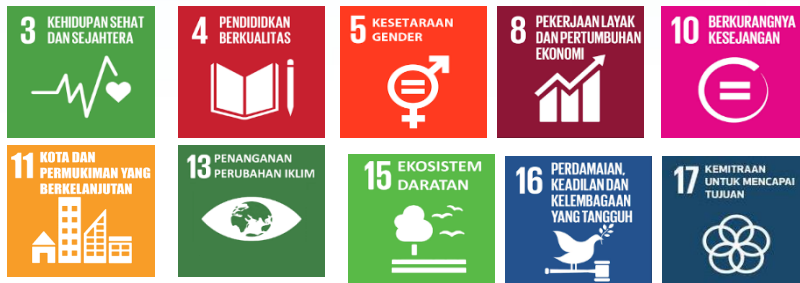 3 KEHIDUPAN SEHAT
DAN SEJAHTERA
4 PENDIDIDKAN
BERKUALITAS
5 KESETARAAN
GENDER
8 PEKERJAAN LAYAK
DAN PERTUMBUHAN
EKONOMI
10 BERKURANGNYA
KESEJANGAN
11 KOTA DAN
PERMUKIMAN YANG
BERKELANJUTAN
13 PENANGANAN
PERUBAHAN IKLIM
15 EKOSISTEM
DARATAN
16 PERDAMAIAN,
KEADILAN DAN
KELEMBAGAAN
YANG TANGGUH
17 KEMITRAAN
UNTUK MENCAPAI
TUJUAN